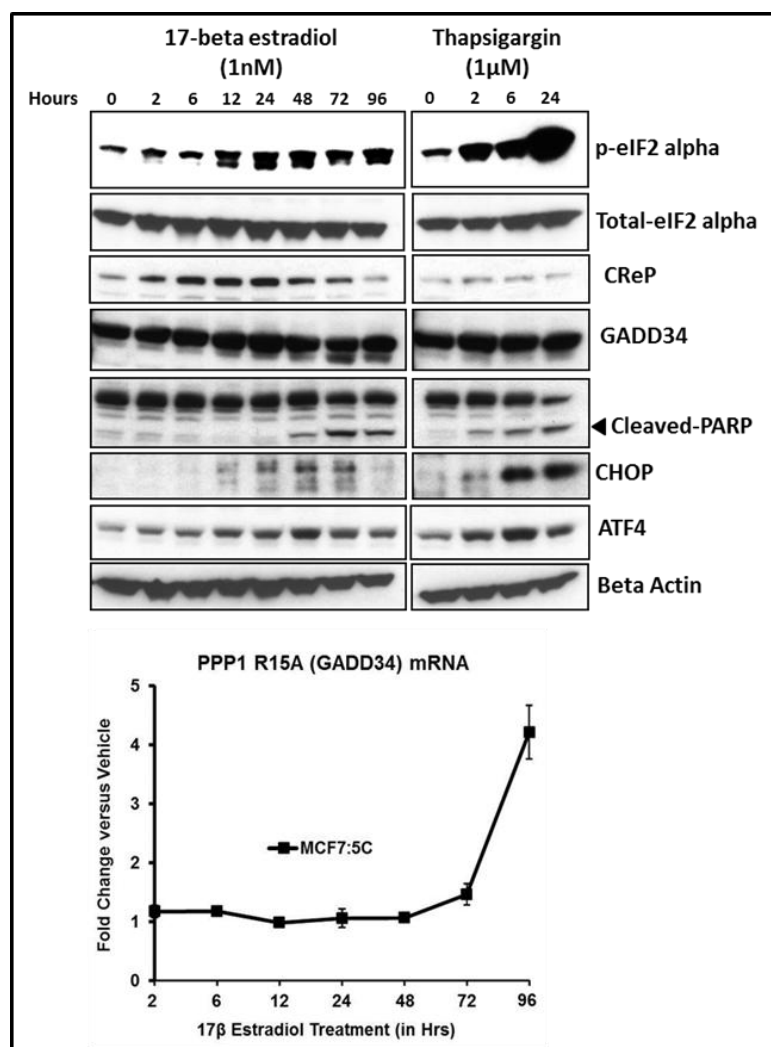 17-beta estradiol
(1nM)
Thapsigargin
(1µM)
Hours 0 2 6 12 24 48 72 96 0 2 6 24
p-eIF2 alpha
Total-eIF2 alpha
CReP
GADD34
Cleaved-PARP
CHOP
ATF4
Beta Actin
PPP1 R15A (GADD34) mRNA
Fold Change versus Vehicle
5
4
3
2
1
0
MCF7:5C
2 6 12 24 48 72 96
17β Estradiol Treatment (in Hrs)